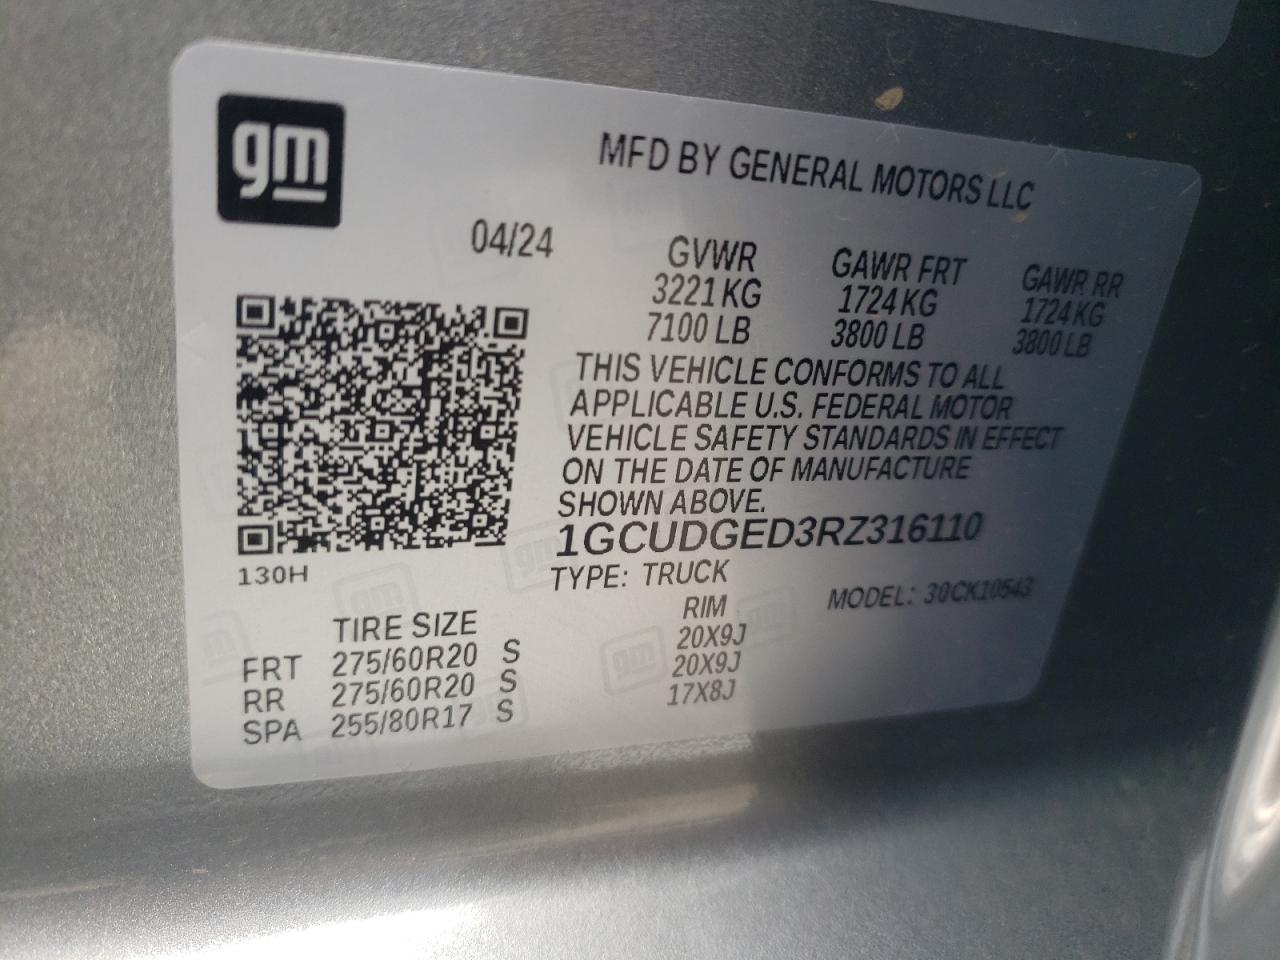 gm
MFD BY GENERAL MOTORS LLC
04/24
GVWR GAWR FRT GAWR RR
3221 KG 1724 KG 1724 KG
7100 LB 3800 LB 3800 LB
THIS VEHICLE CONFORMS TO ALL
APPLICABLE U.S. FEDERAL MOTOR
VEHICLE SAFETY STANDARDS IN EFFECT
ON THE DATE OF MANUFACTURE
SHOWN ABOVE.
1GCUDGED3RZ316110
130H
TYPE: TRUCK MODEL: 30CK10543
TIRE SIZE RIM
FRT 275/60R20 S 20X9J
RR 275/60R20 S 20X9J
SPA 255/80R17 S 17X8J